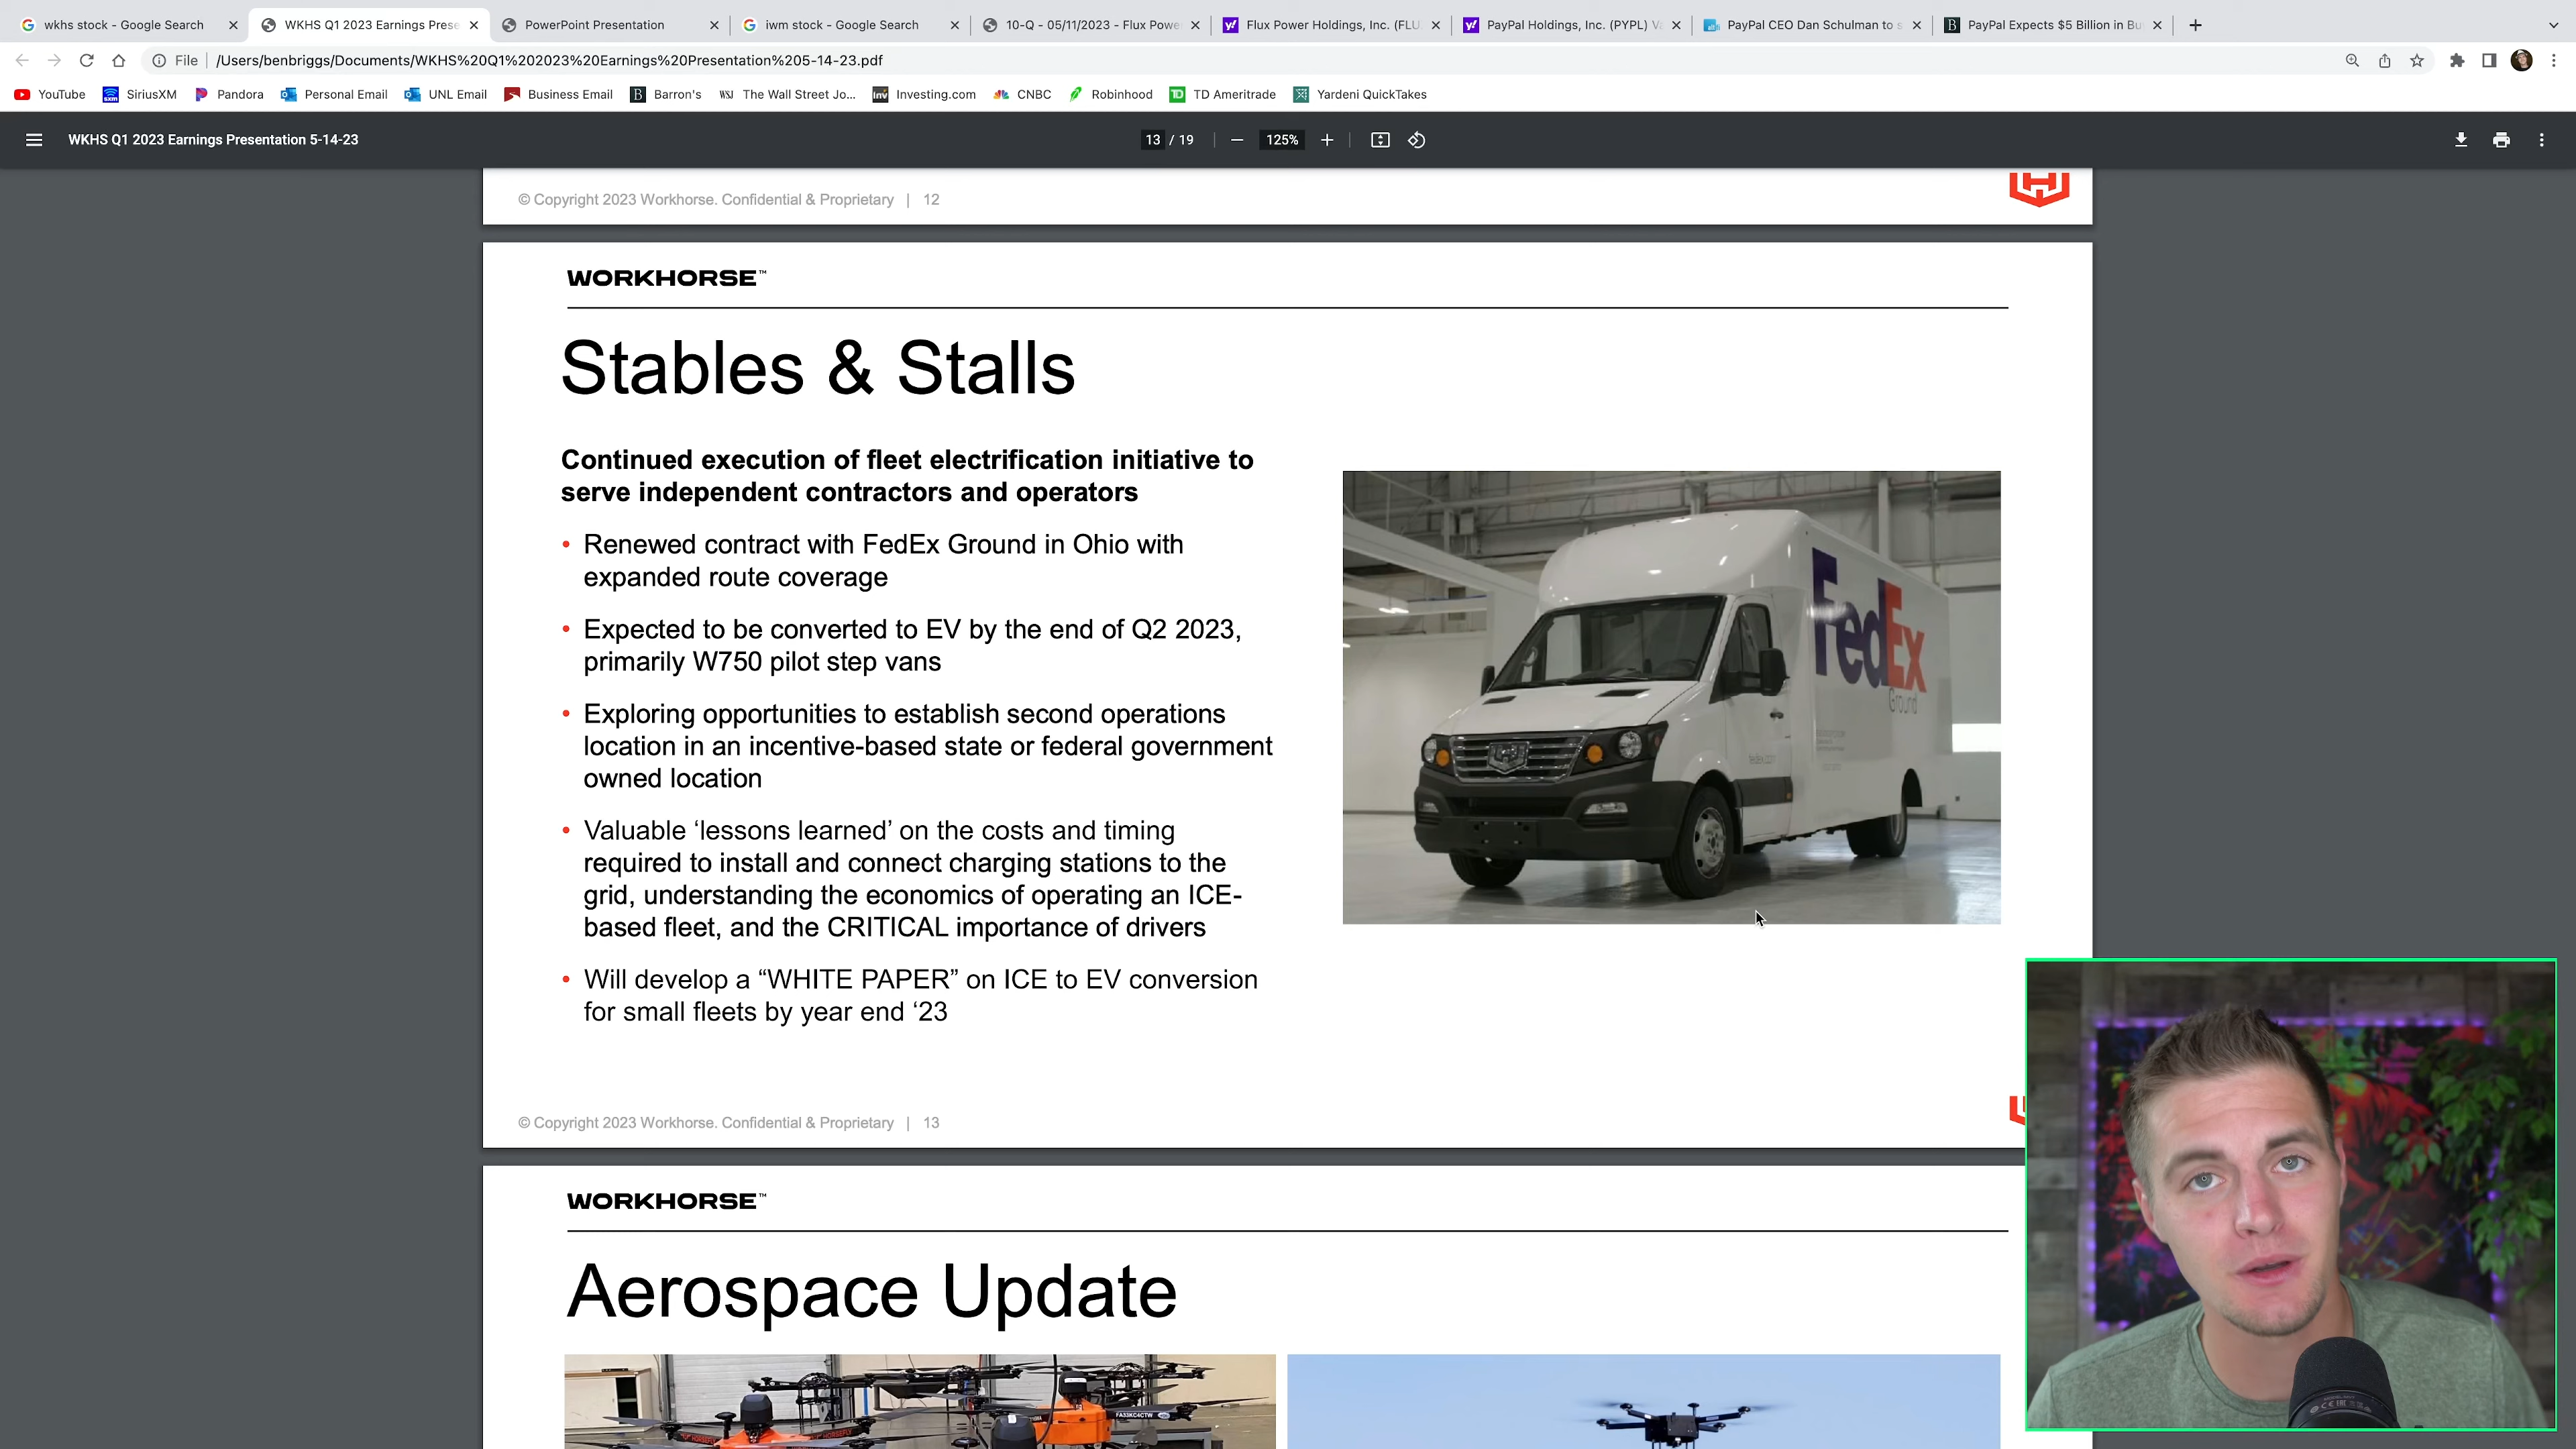 wkhs stock - Google Search
WKHS Q1 2023 Earnings Prese
PowerPoint Presentation
iwm stock - Google Search
10-Q - 05/11/2023 - Flux Powe
Flux Power Holdings, Inc. (FLU
PayPal Holdings, Inc. (PYPL) Va
PayPal CEO Dan Schulman to s
PayPal Expects $5 Billion in Bu
File | /Users/benbriggs/Documents/WKHS%20Q1%202023%20Earnings%20Presentation%205-14-23.pdf
YouTube SiriusXM Pandora Personal Email UNL Email Business Email Barron's The Wall Street Jo... Investing.com CNBC Robinhood TD Ameritrade Yardeni QuickTakes
WKHS Q1 2023 Earnings Presentation 5-14-23
13 / 19
125%
© Copyright 2023 Workhorse. Confidential & Proprietary | 12
WORKHORSE™
Stables & Stalls
Continued execution of fleet electrification initiative to
serve independent contractors and operators
• Renewed contract with FedEx Ground in Ohio with
expanded route coverage
• Expected to be converted to EV by the end of Q2 2023,
primarily W750 pilot step vans
• Exploring opportunities to establish second operations
location in an incentive-based state or federal government
owned location
• Valuable ‘lessons learned’ on the costs and timing
required to install and connect charging stations to the
grid, understanding the economics of operating an ICE-
based fleet, and the CRITICAL importance of drivers
• Will develop a “WHITE PAPER” on ICE to EV conversion
for small fleets by year end ‘23
FedEx
Ground
© Copyright 2023 Workhorse. Confidential & Proprietary | 13
WORKHORSE™
Aerospace Update